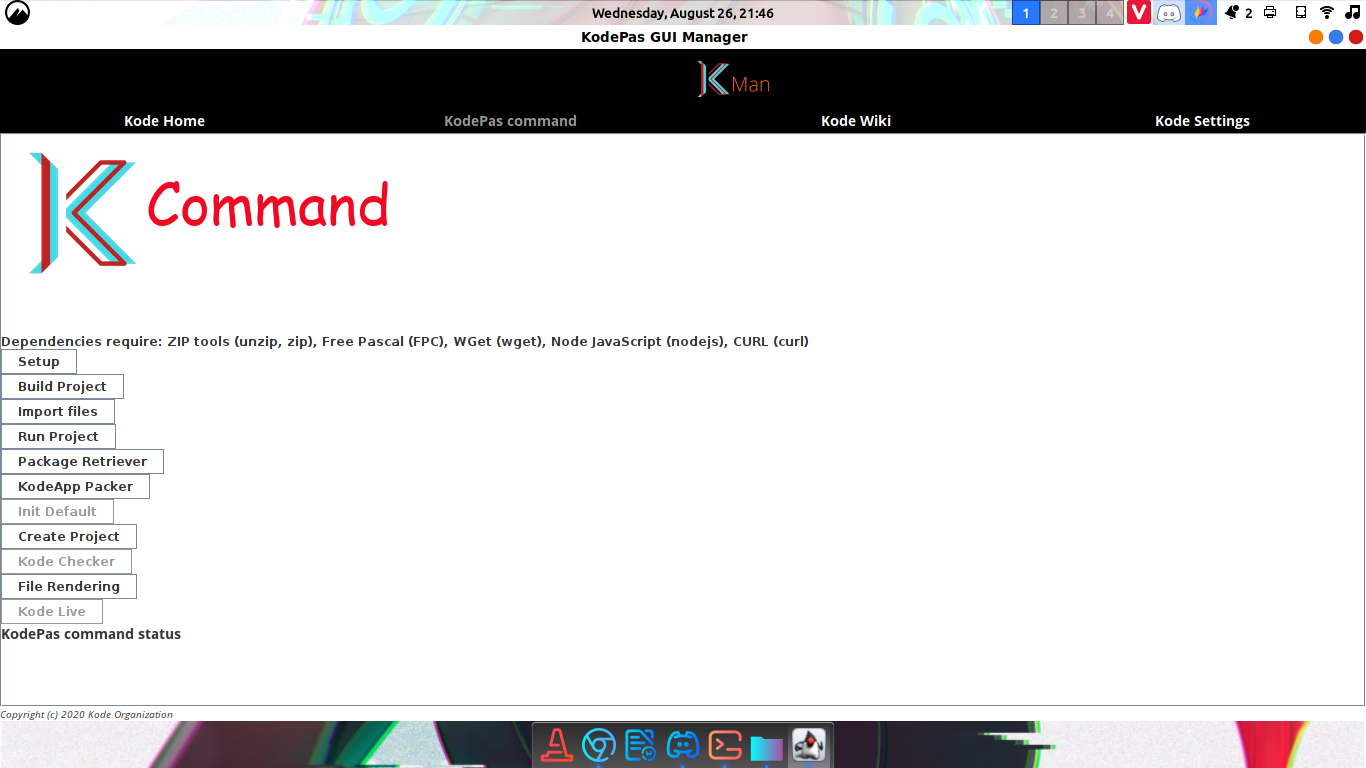 Wednesday, August 26, 21:46
1 2 3 4 2
KodePas GUI Manager
K Man
Kode Home KodePas command Kode Wiki Kode Settings
K Command
Dependencies require: ZIP tools (unzip, zip), Free Pascal (FPC), WGet (wget), Node JavaScript (nodejs), CURL (curl)
Setup
Build Project
Import files
Run Project
Package Retriever
KodeApp Packer
Init Default
Create Project
Kode Checker
File Rendering
Kode Live
KodePas command status
Copyright (c) 2020 Kode Organization